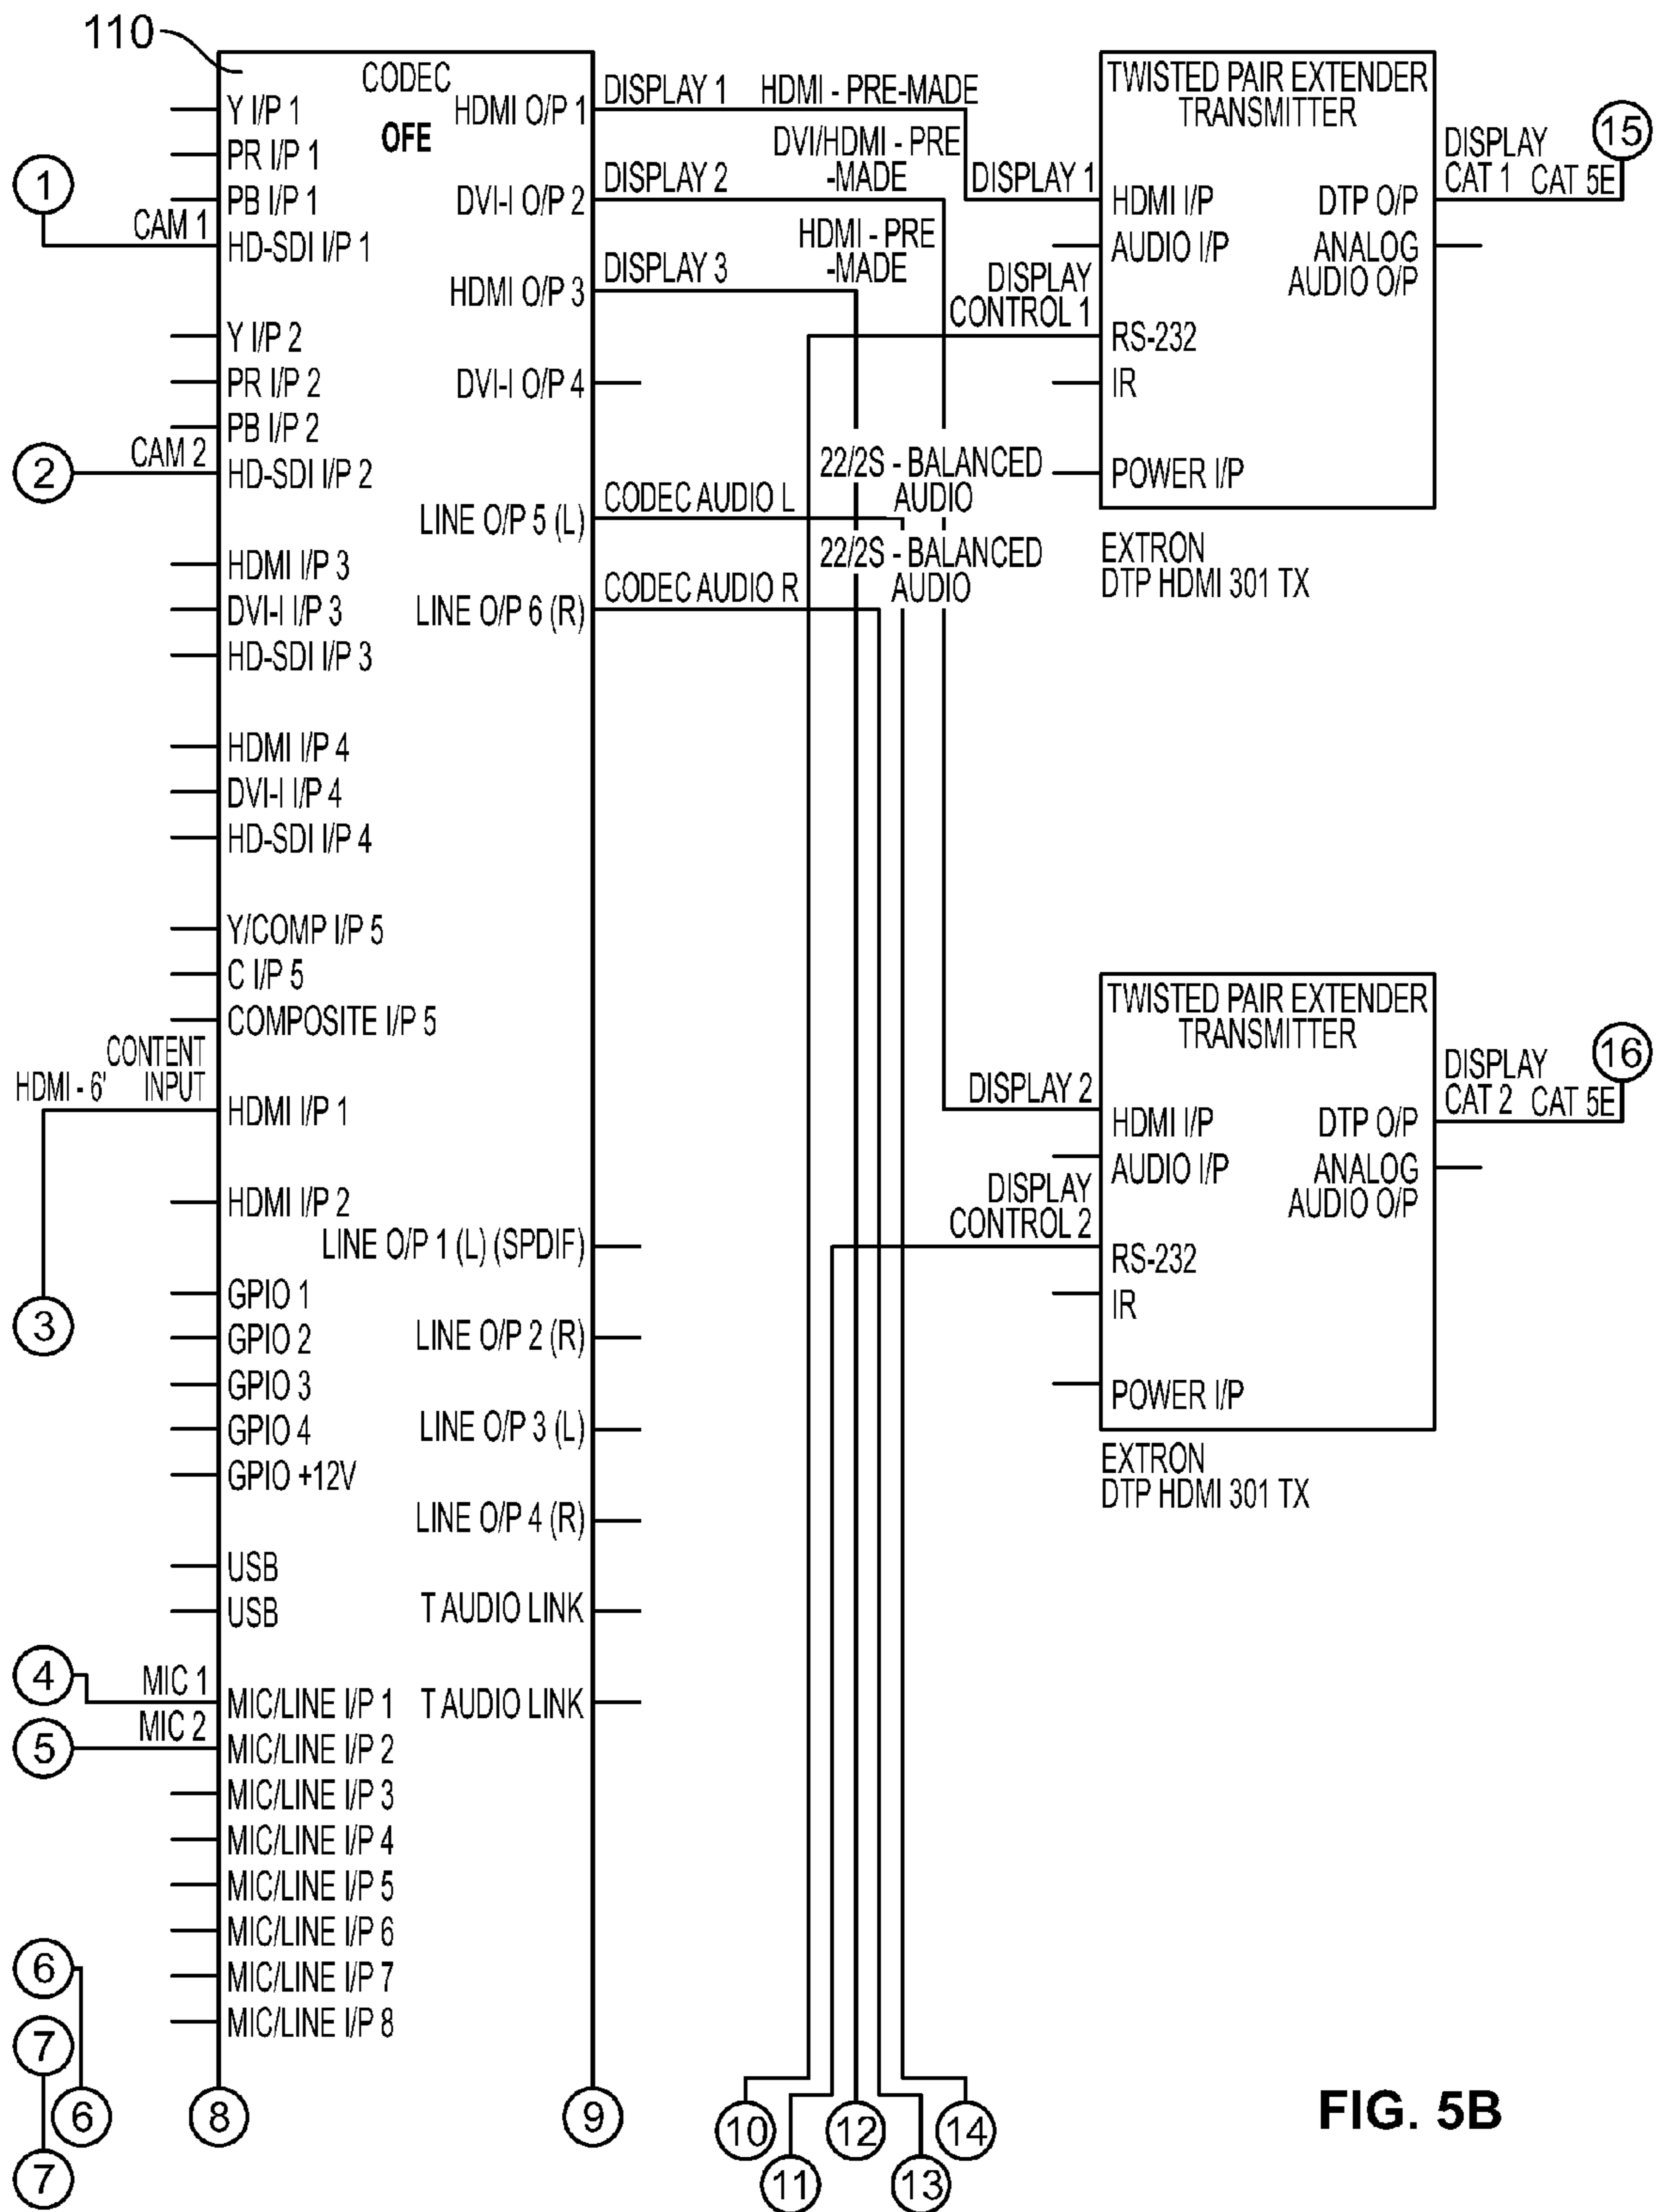 110
CODEC
OFE
Y I/P 1
PR I/P 1
PB I/P 1
1
CAM 1
HD-SDI I/P 1
Y I/P 2
PR I/P 2
PB I/P 2
2
CAM 2
HD-SDI I/P 2
HDMI I/P 3
DVI-I I/P 3
HD-SDI I/P 3
HDMI I/P 4
DVI-I I/P 4
HD-SDI I/P 4
Y/COMP I/P 5
C I/P 5
COMPOSITE I/P 5
CONTENT
HDMI - 6' INPUT
HDMI I/P 1
3
HDMI I/P 2
GPIO 1
GPIO 2
GPIO 3
GPIO 4
GPIO +12V
USB
USB
4
MIC 1
MIC/LINE I/P 1
5
MIC 2
MIC/LINE I/P 2
MIC/LINE I/P 3
MIC/LINE I/P 4
MIC/LINE I/P 5
MIC/LINE I/P 6
MIC/LINE I/P 7
MIC/LINE I/P 8
6
7
6
7
8
9
HDMI O/P 1
DVI-I O/P 2
HDMI O/P 3
DVI-I O/P 4
LINE O/P 5 (L)
LINE O/P 6 (R)
LINE O/P 1 (L) (SPDIF)
LINE O/P 2 (R)
LINE O/P 3 (L)
LINE O/P 4 (R)
T AUDIO LINK
T AUDIO LINK
DISPLAY 1 HDMI - PRE-MADE
DISPLAY 2
DVI/HDMI - PRE
-MADE
DISPLAY 3
HDMI - PRE
-MADE
CODEC AUDIO L
22/2S - BALANCED
AUDIO
CODEC AUDIO R
22/2S - BALANCED
AUDIO
10
11
12
13
14
TWISTED PAIR EXTENDER
TRANSMITTER
DISPLAY 1
HDMI I/P
AUDIO I/P
DISPLAY
CONTROL 1
RS-232
IR
POWER I/P
DTP O/P
ANALOG
AUDIO O/P
DISPLAY
CAT 1 CAT 5E
15
EXTRON
DTP HDMI 301 TX
TWISTED PAIR EXTENDER
TRANSMITTER
DISPLAY 2
HDMI I/P
AUDIO I/P
DISPLAY
CONTROL 2
RS-232
IR
POWER I/P
DTP O/P
ANALOG
AUDIO O/P
DISPLAY
CAT 2 CAT 5E
16
EXTRON
DTP HDMI 301 TX
FIG. 5B